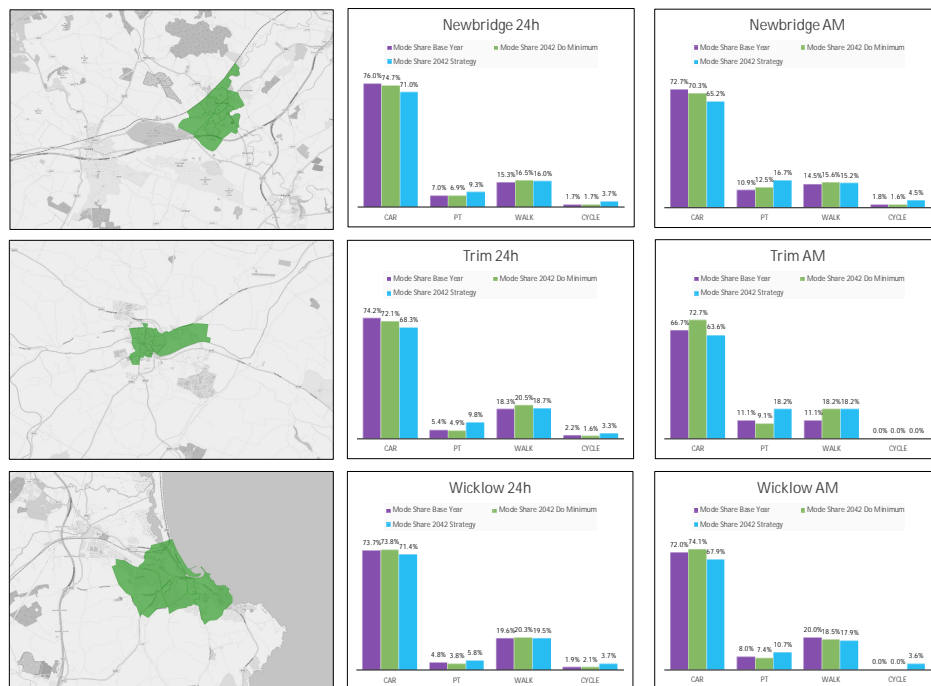 Newbridge 24h
Mode Share Base Year
Mode Share 2042 Do Minimum
Mode Share 2042 Strategy
76.0% 74.7% 71.0%
7.0% 6.9% 9.3%
15.3% 16.5% 16.0%
1.7% 1.7% 3.7%
CAR PT WALK CYCLE
Newbridge AM
Mode Share Base Year
Mode Share 2042 Do Minimum
Mode Share 2042 Strategy
72.7% 70.3% 65.2%
10.9% 12.5% 16.7%
14.5% 15.6% 15.2%
1.8% 1.6% 4.5%
CAR PT WALK CYCLE
Trim 24h
Mode Share Base Year
Mode Share 2042 Do Minimum
Mode Share 2042 Strategy
74.2% 72.1% 68.3%
5.4% 4.9% 9.8%
18.3% 20.5% 18.7%
2.2% 1.6% 3.3%
CAR PT WALK CYCLE
Trim AM
Mode Share Base Year
Mode Share 2042 Do Minimum
Mode Share 2042 Strategy
66.7% 72.7% 63.6%
11.1% 9.1% 18.2%
11.1% 18.2% 18.2%
0.0% 0.0% 0.0%
CAR PT WALK CYCLE
Wicklow 24h
Mode Share Base Year
Mode Share 2042 Do Minimum
Mode Share 2042 Strategy
73.7% 73.8% 71.4%
4.8% 3.8% 5.8%
19.6% 20.3% 19.5%
1.9% 2.1% 3.7%
CAR PT WALK CYCLE
Wicklow AM
Mode Share Base Year
Mode Share 2042 Do Minimum
Mode Share 2042 Strategy
72.0% 74.1% 67.9%
8.0% 7.4% 10.7%
20.0% 18.5% 17.9%
0.0% 0.0% 3.6%
CAR PT WALK CYCLE